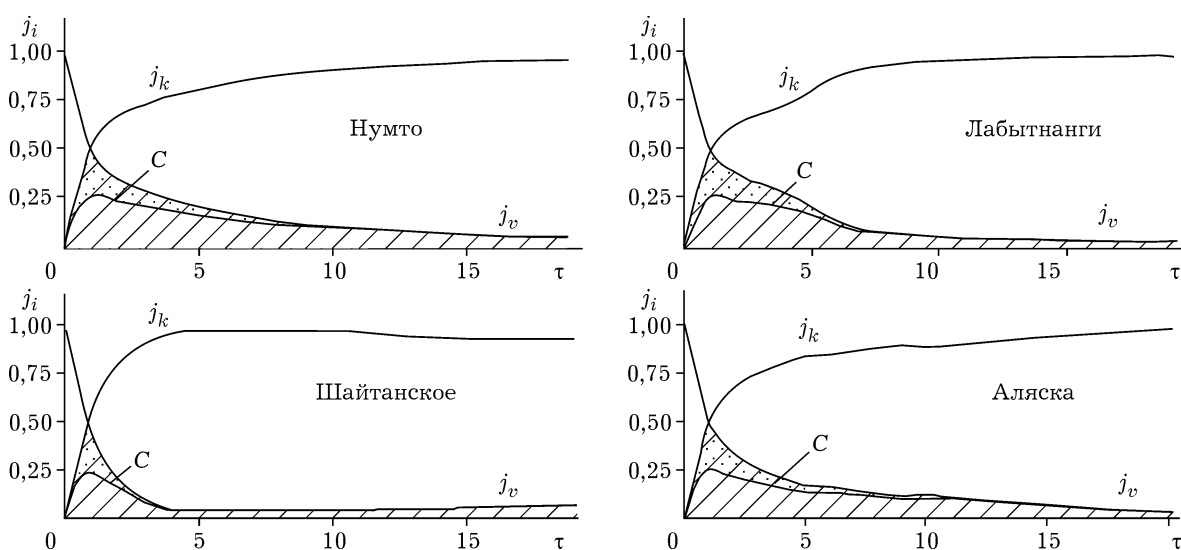 j_i
1,00
0,75
0,50
0,25
0
5
10
15
τ
j_k
Нумто
C
j_v
j_i
1,00
0,75
0,50
0,25
0
5
10
15
τ
j_k
Лабытнанги
C
j_v
j_i
1,00
0,75
0,50
0,25
0
5
10
15
τ
j_k
Шайтанское
C
j_v
j_i
1,00
0,75
0,50
0,25
0
5
10
15
τ
j_k
Аляска
C
j_v